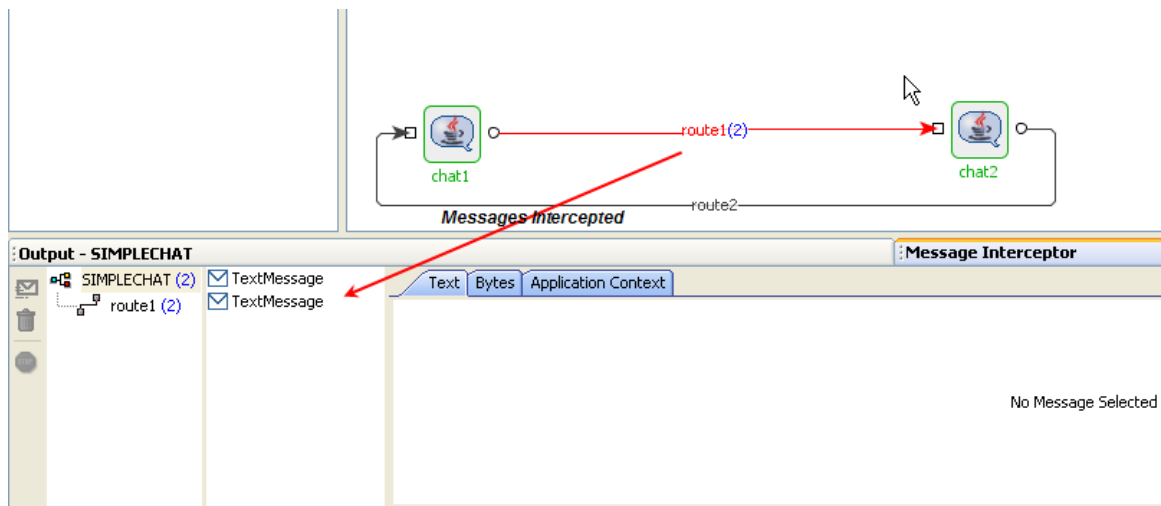 route1(2)
chat1
chat2
route2
Messages Intercepted
Output - SIMPLECHAT
Message Interceptor
SIMPLECHAT (2)
TextMessage
Text
Bytes
Application Context
route1 (2)
TextMessage
STOP
No Message Selected